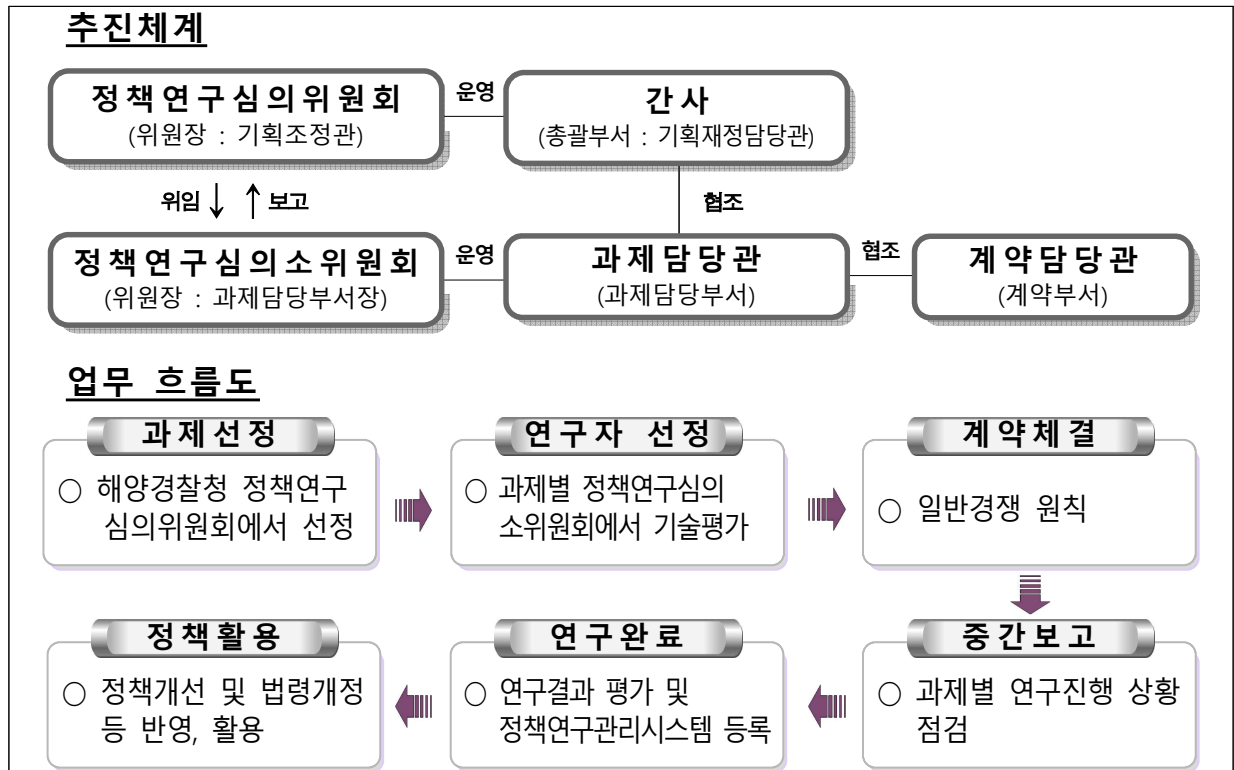 추진체계
정책연구심의위원회
(위원장 : 기획조정관)
운영
간사
(총괄부서 : 기획재정담당관)
위임
보고
협조
정책연구심의소위원회
(위원장 : 과제담당부서장)
운영
과제담당관
(과제담당부서)
협조
계약담당관
(계약부서)
업무 흐름도
과제선정
○ 해양경찰청 정책연구
심의위원회에서 선정
연구자 선정
○ 과제별 정책연구심의
소위원회에서 기술평가
계약체결
○ 일반경쟁 원칙
중간보고
○ 과제별 연구진행 상황
점검
연구완료
○ 연구결과 평가 및
정책연구관리시스템 등록
정책활용
○ 정책개선 및 법령개정
등 반영, 활용